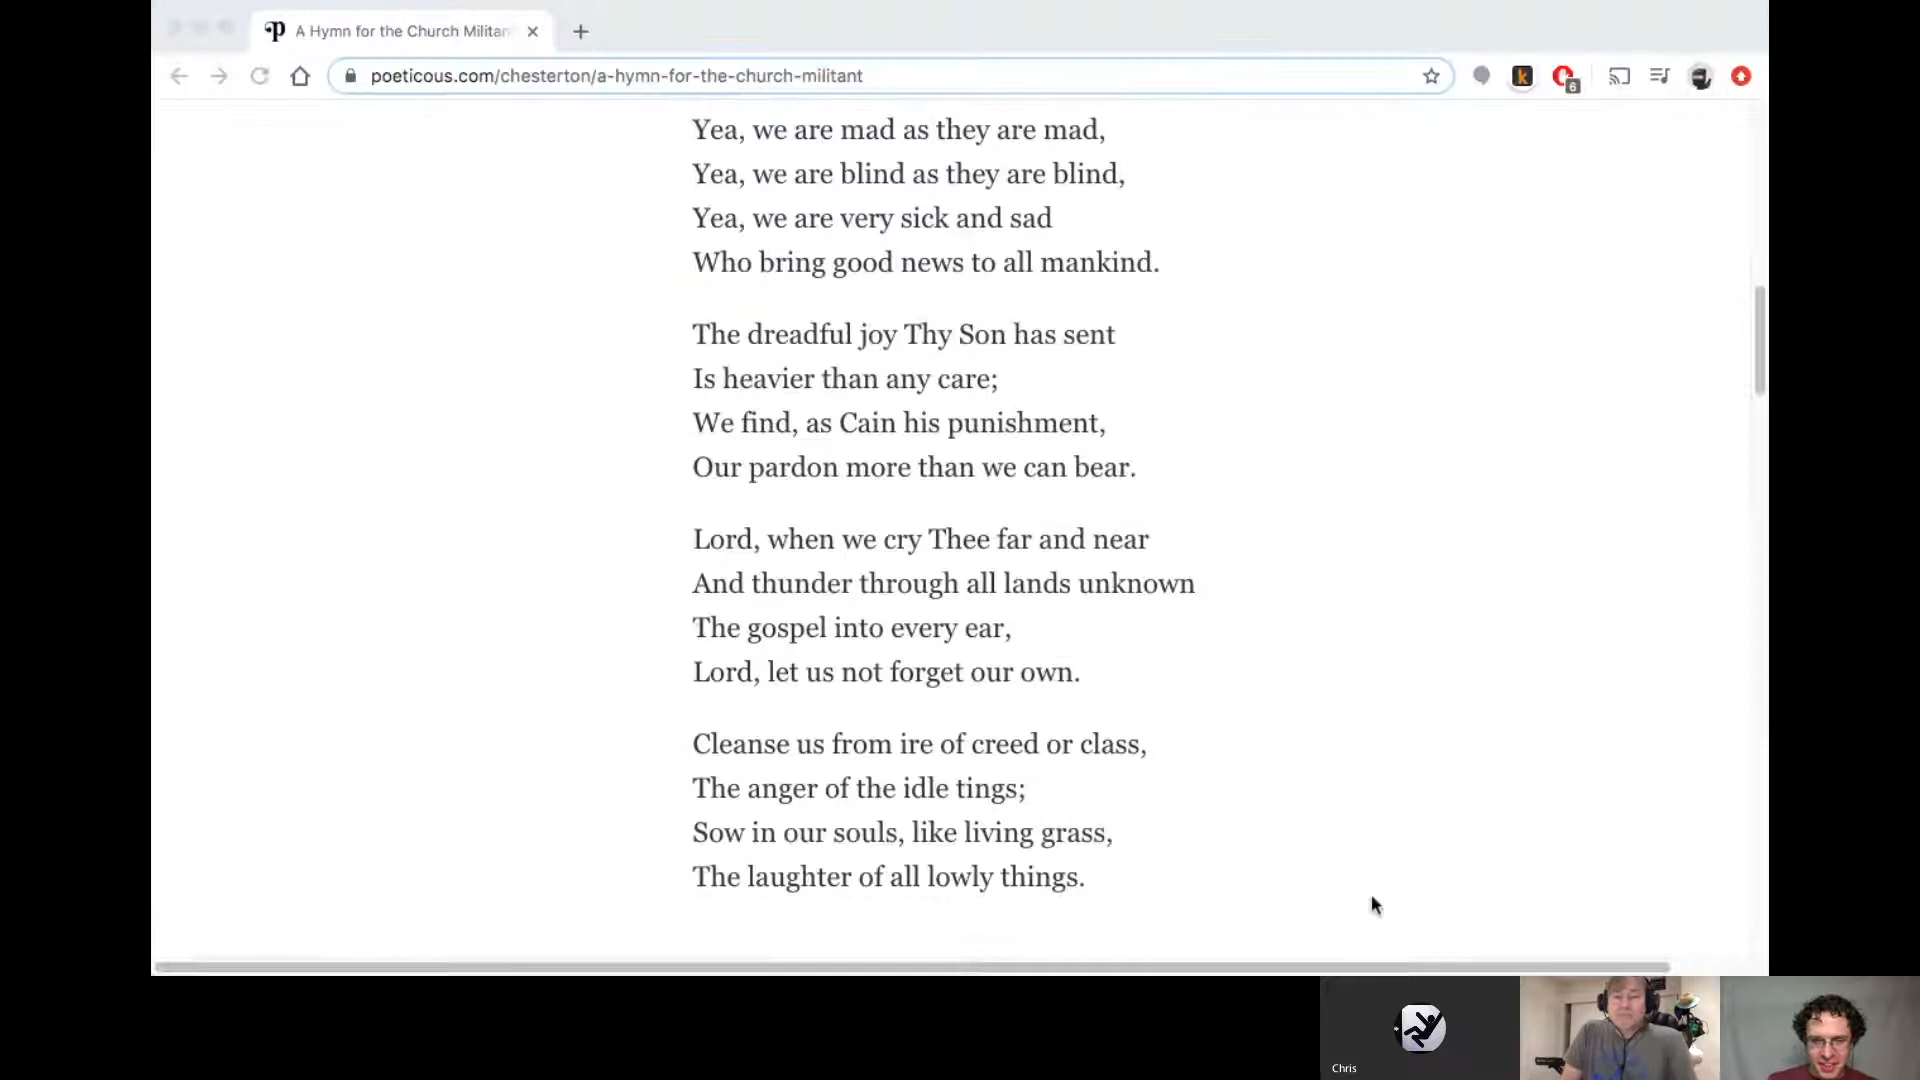 A Hymn for the Church Militan
poeticous.com/chesterton/a-hymn-for-the-church-militant
k
6
Yea, we are mad as they are mad,
Yea, we are blind as they are blind,
Yea, we are very sick and sad
Who bring good news to all mankind.
The dreadful joy Thy Son has sent
Is heavier than any care;
We find, as Cain his punishment,
Our pardon more than we can bear.
Lord, when we cry Thee far and near
And thunder through all lands unknown
The gospel into every ear,
Lord, let us not forget our own.
Cleanse us from ire of creed or class,
The anger of the idle tings;
Sow in our souls, like living grass,
The laughter of all lowly things.
Chris